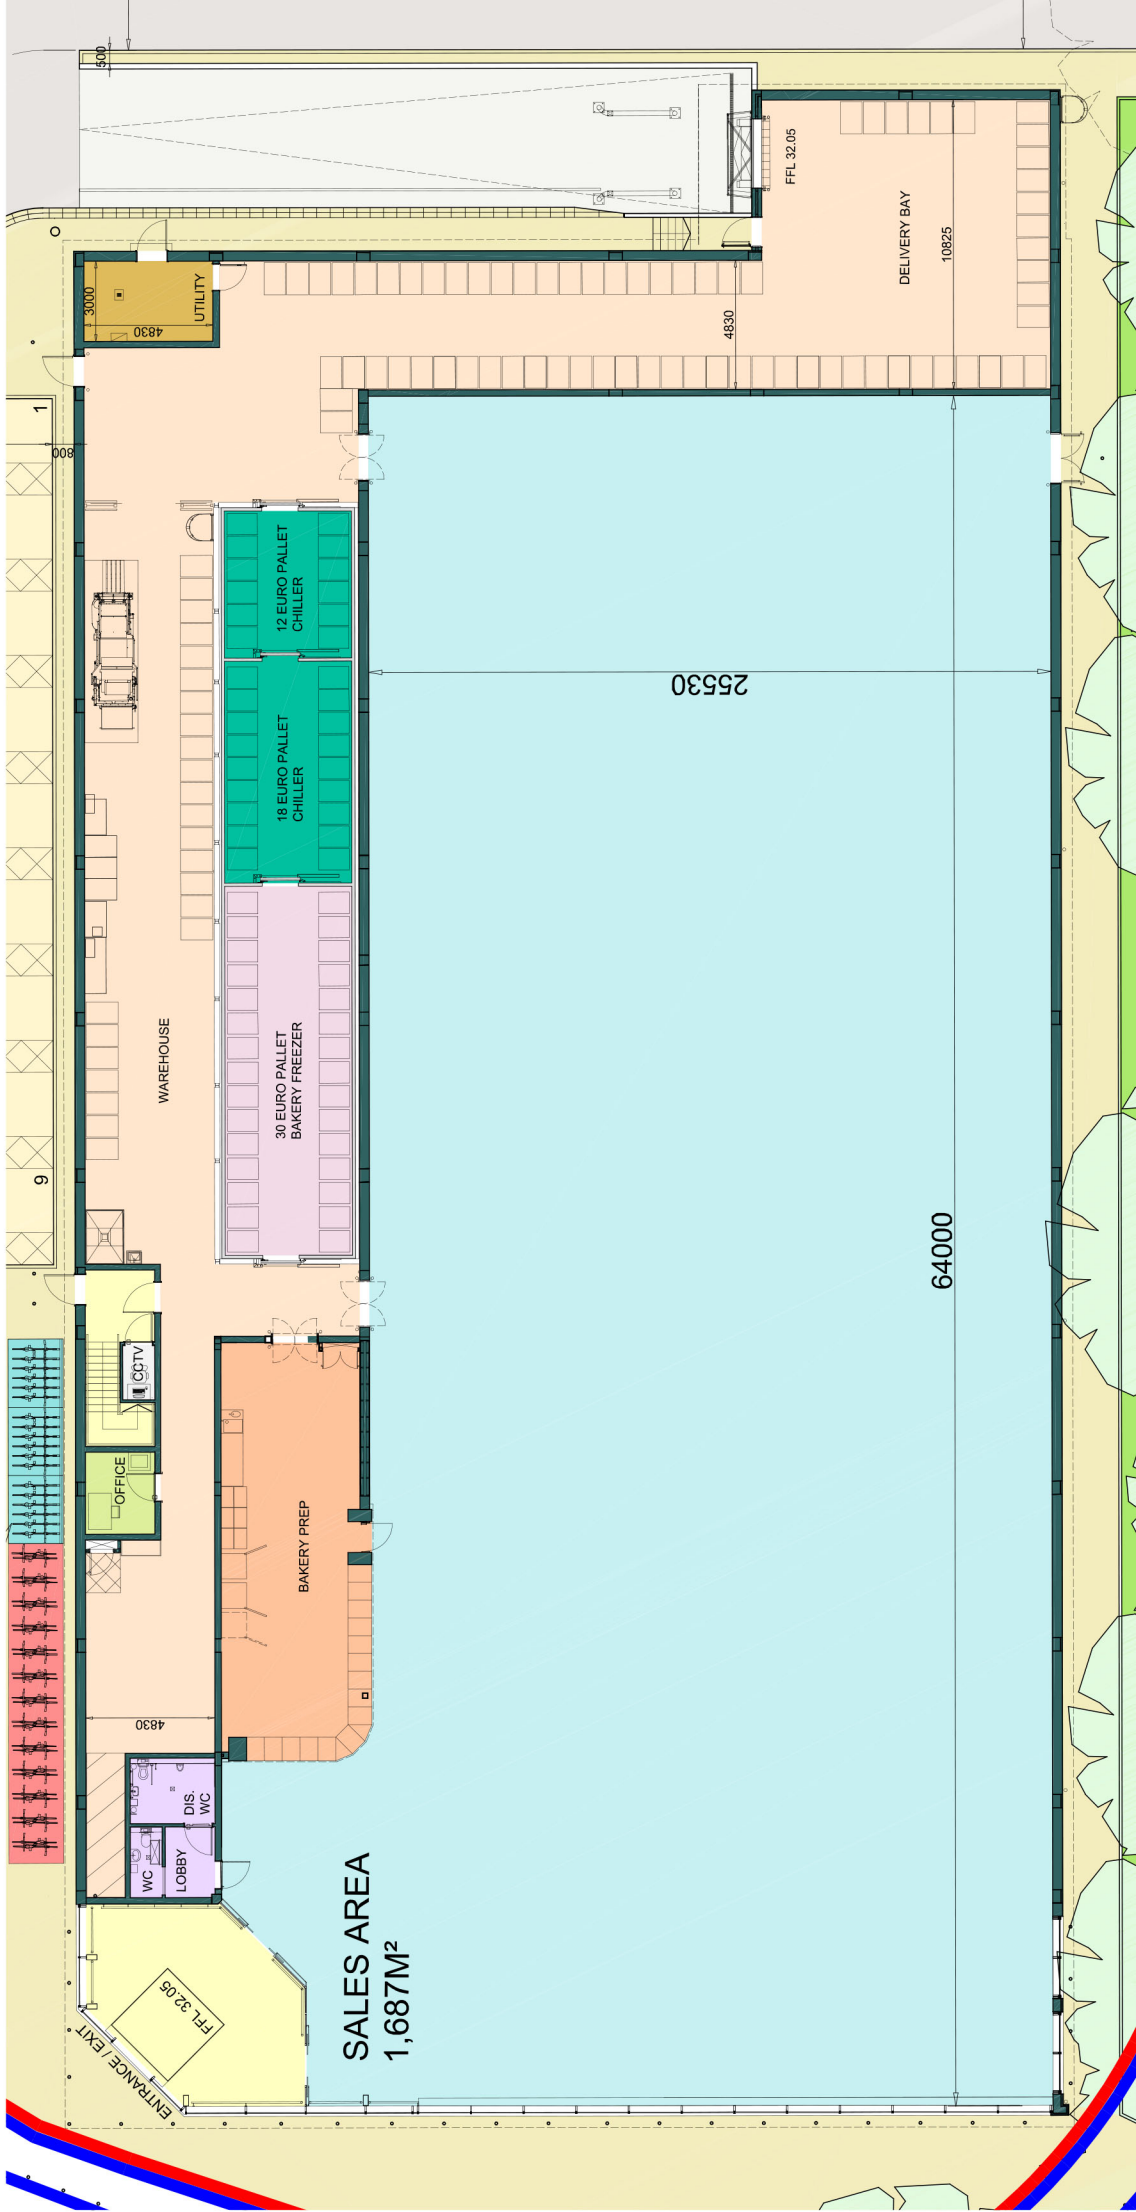 500
FFL 32.05
DELIVERY BAY
10825
3000
4830
UTILITY
4830
1
800
12 EURO PALLET
CHILLER
25530
18 EURO PALLET
CHILLER
WAREHOUSE
30 EURO PALLET
BAKERY FREEZER
9
64000
CCTV
OFFICE
BAKERY PREP
4830
DIS.
WC
WC
LOBBY
SALES AREA
1,687M²
FFL 32.05
ENTRANCE / EXIT